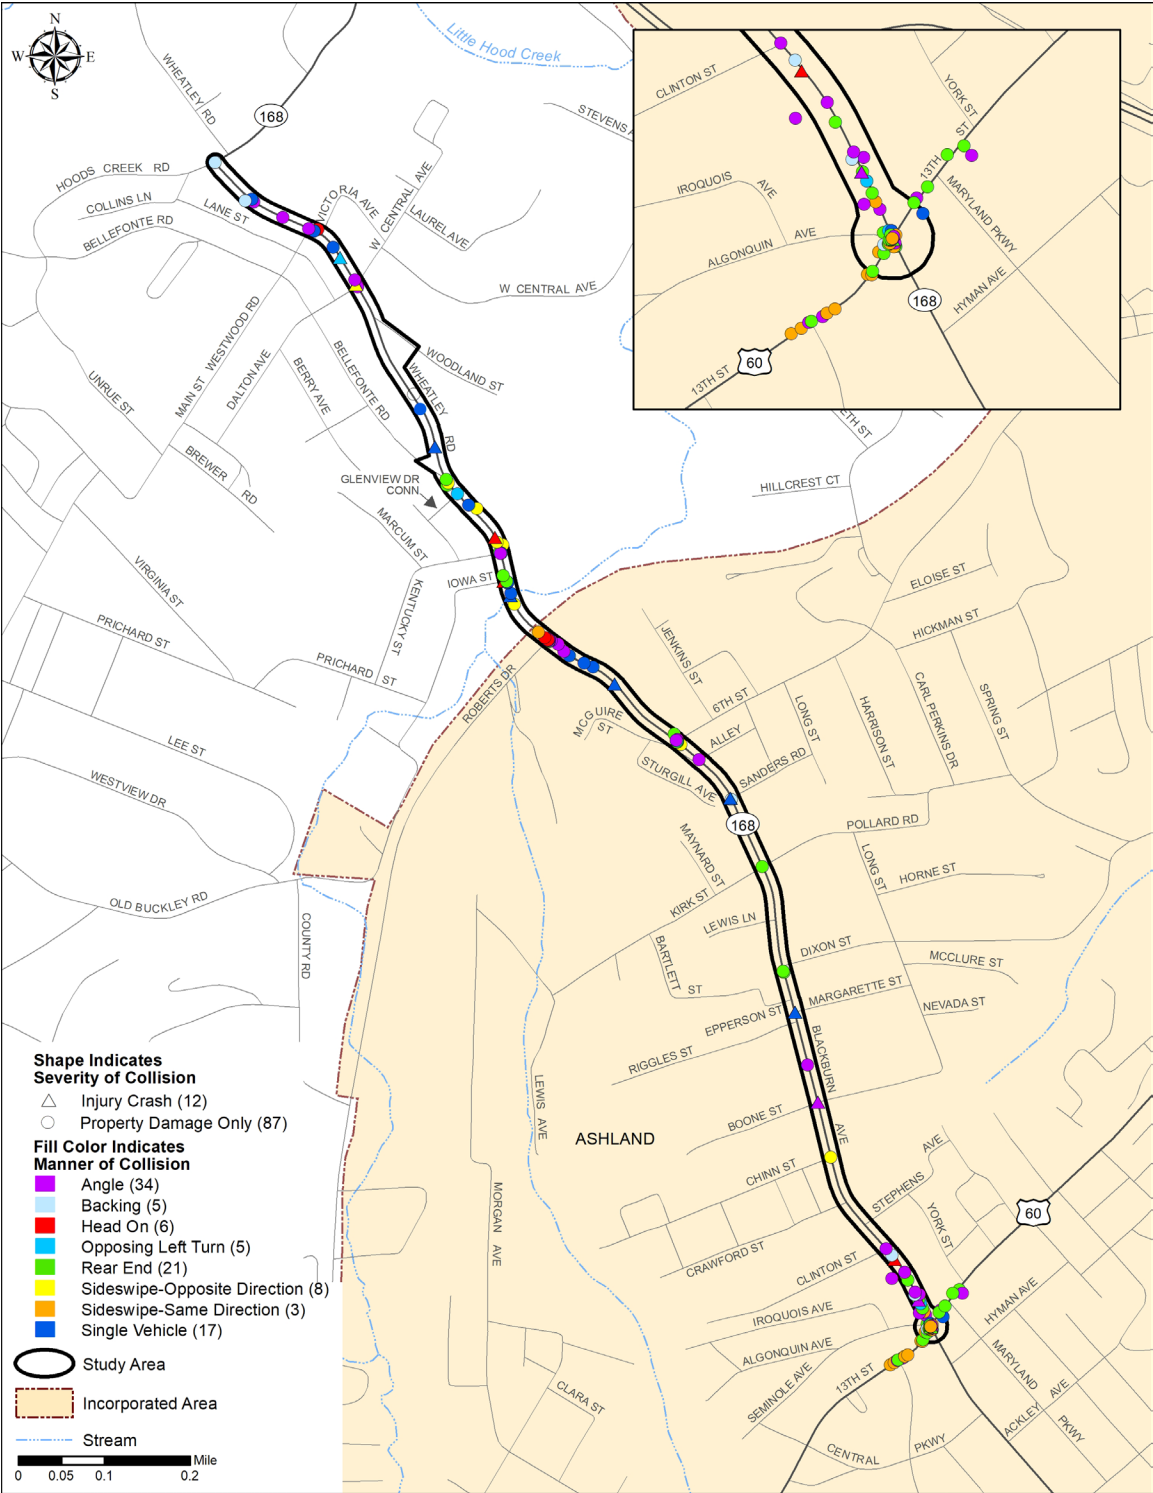 N
W
E
S
Little Hood Creek
WHEATLEY RD
168
STEVENS A
HOODS CREEK RD
COLLINS LN
BELLEFONTE RD
LANE ST
VICTORIA AVE
W CENTRAL AVE
LAUREL AVE
W CENTRAL AVE
WESTWOOD RD
MAIN ST
DALTON AVE
BERRY AVE
BELLEFONTE RD
WOODLAND ST
WHEATLEY RD
UNRUE ST
BREWER RD
GLENVIEW DR
CONN
MARCUM ST
IOWA ST
KENTUCKY ST
VIRGINIA ST
PRICHARD ST
PRICHARD ST
ROBERTS DR
LEE ST
WESTVIEW DR
OLD BUCKLEY RD
COUNTY RD
CLINTON ST
YORK ST
13TH ST
IROQUOIS AVE
ALGONQUIN AVE
MARYLAND PKWY
HYMAN AVE
168
60
13TH ST
ETH ST
HILLCREST CT
ELOISE ST
HICKMAN ST
JENKINS ST
6TH ST
ALLEY
MCGUIRE ST
STURGILL AVE
SANDERS RD
LONG ST
HARRISON ST
CARL PERKINS DR
SPRING ST
168
POLLARD RD
MAYNARD ST
KIRK ST
LONG ST
HORNE ST
LEWIS LN
BARTLETT ST
DIXON ST
MCCLURE ST
MARGARETTE ST
NEVADA ST
EPPERSON ST
RIGGLES ST
BLACKBURN AVE
BOONE ST
LEWIS AVE
ASHLAND
CHINN ST
STEPHENS AVE
YORK ST
60
MORGAN AVE
CRAWFORD ST
CLINTON ST
IROQUOIS AVE
ALGONQUIN AVE
SEMINOLE AVE
13TH ST
HYMAN AVE
MARYLAND PKWY
ACKLEY AVE
CENTRAL PKWY
CLARA ST
Shape Indicates
Severity of Collision
Injury Crash (12)
Property Damage Only (87)
Fill Color Indicates
Manner of Collision
Angle (34)
Backing (5)
Head On (6)
Opposing Left Turn (5)
Rear End (21)
Sideswipe-Opposite Direction (8)
Sideswipe-Same Direction (3)
Single Vehicle (17)
Study Area
Incorporated Area
Stream
Mile
0 0.05 0.1 0.2